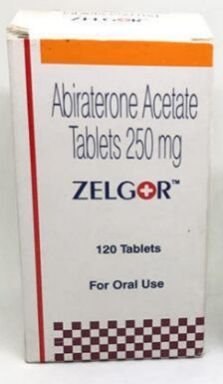 Abiraterone Acetate
Tablets 250 mg
ZELGOR™
120 Tablets
For Oral Use